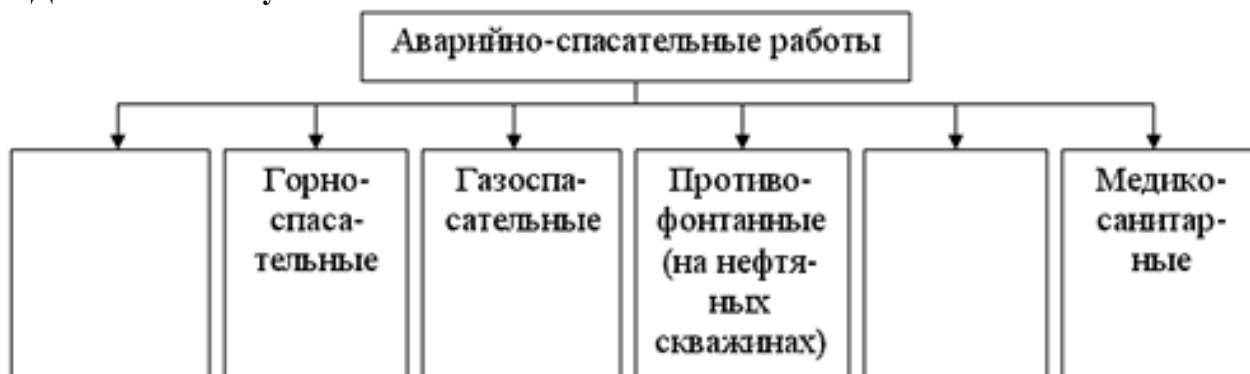 Аварийно-спасательные работы
Горно-
спаса-
тельные
Газоспа-
сательные
Противо-
фонтанные
(на нефтя-
ных
скважинах)
Медико-
санитар-
ные